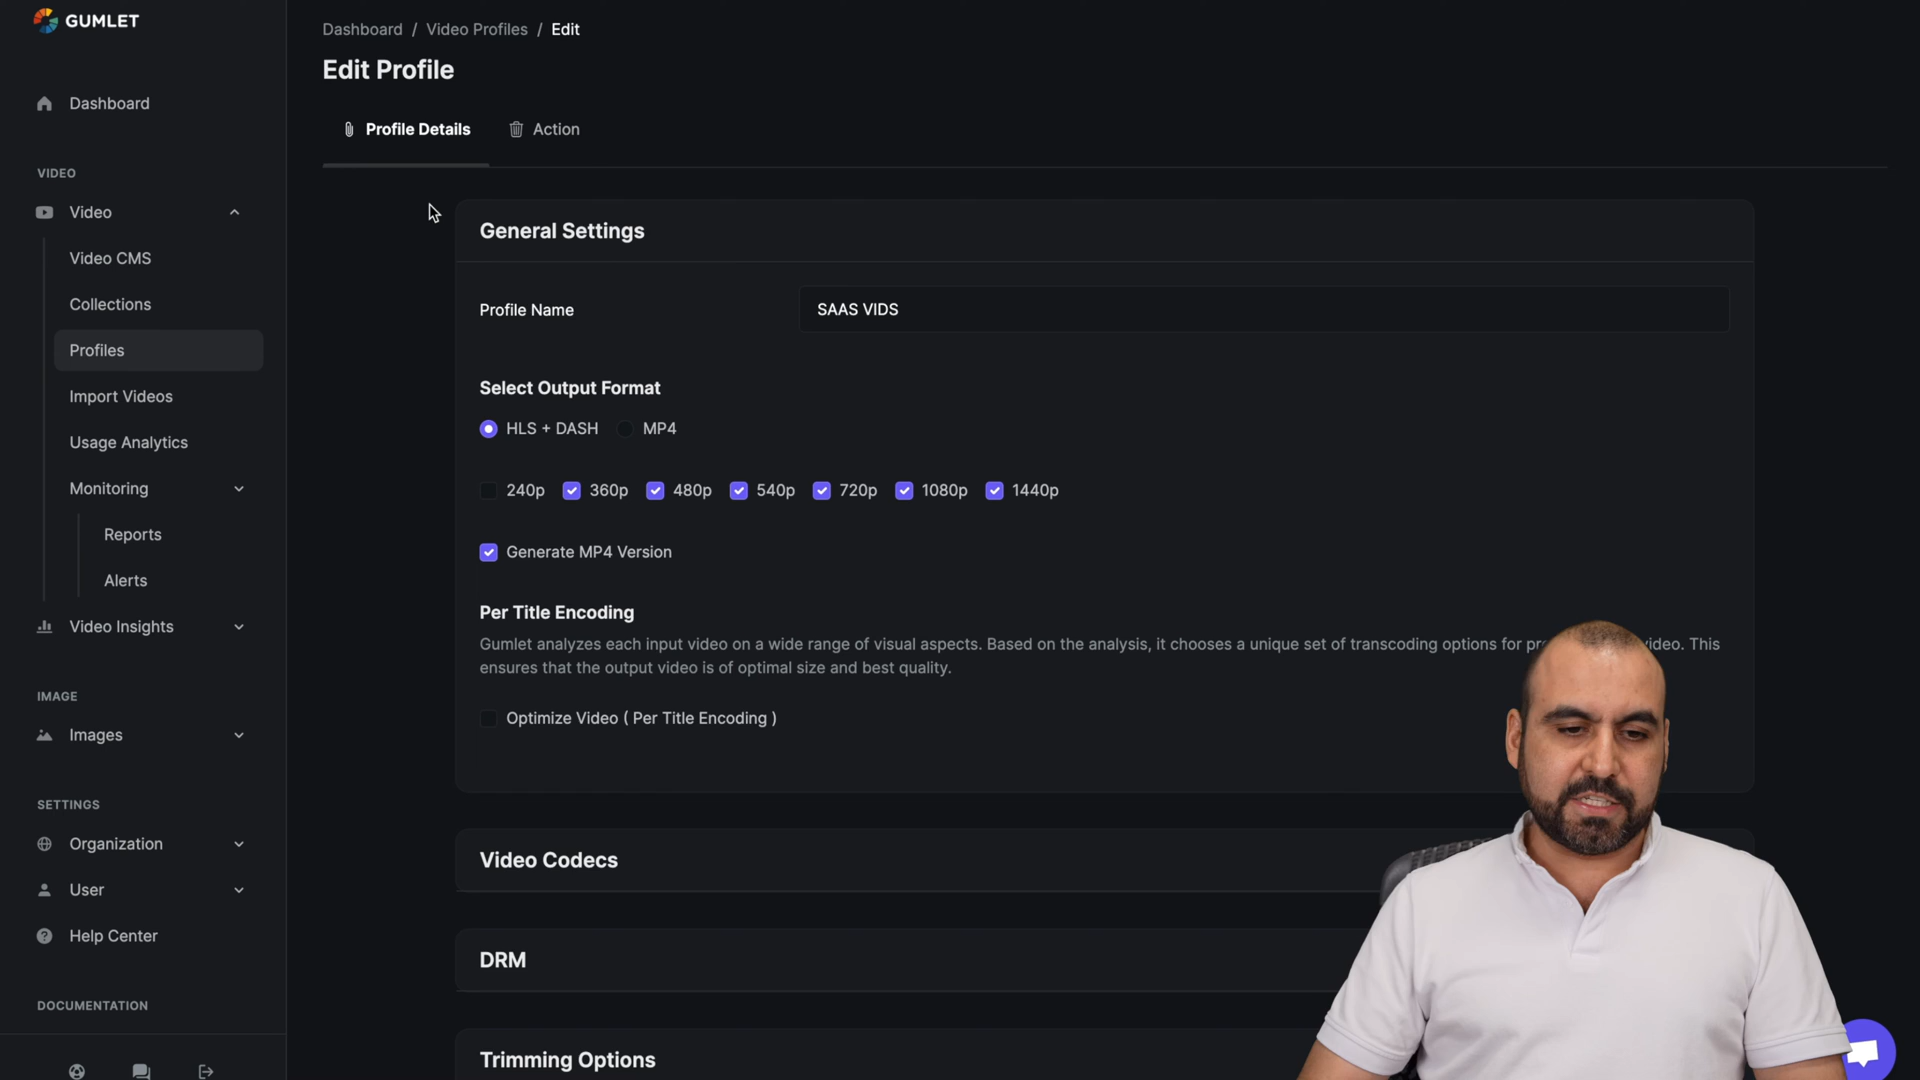 GUMLET
Dashboard
VIDEO
Video
Video CMS
Collections
Profiles
Import Videos
Usage Analytics
Monitoring
Reports
Alerts
Video Insights
IMAGE
Images
SETTINGS
Organization
User
Help Center
DOCUMENTATION
Dashboard / Video Profiles / Edit
Edit Profile
Profile Details Action
General Settings
Profile Name SAAS VIDS
Select Output Format
HLS + DASH MP4
240p 360p 480p 540p 720p 1080p 1440p
Generate MP4 Version
Per Title Encoding
Gumlet analyzes each input video on a wide range of visual aspects. Based on the analysis, it chooses a unique set of transcoding options for video. This
ensures that the output video is of optimal size and best quality.
Optimize Video ( Per Title Encoding )
Video Codecs
DRM
Trimming Options